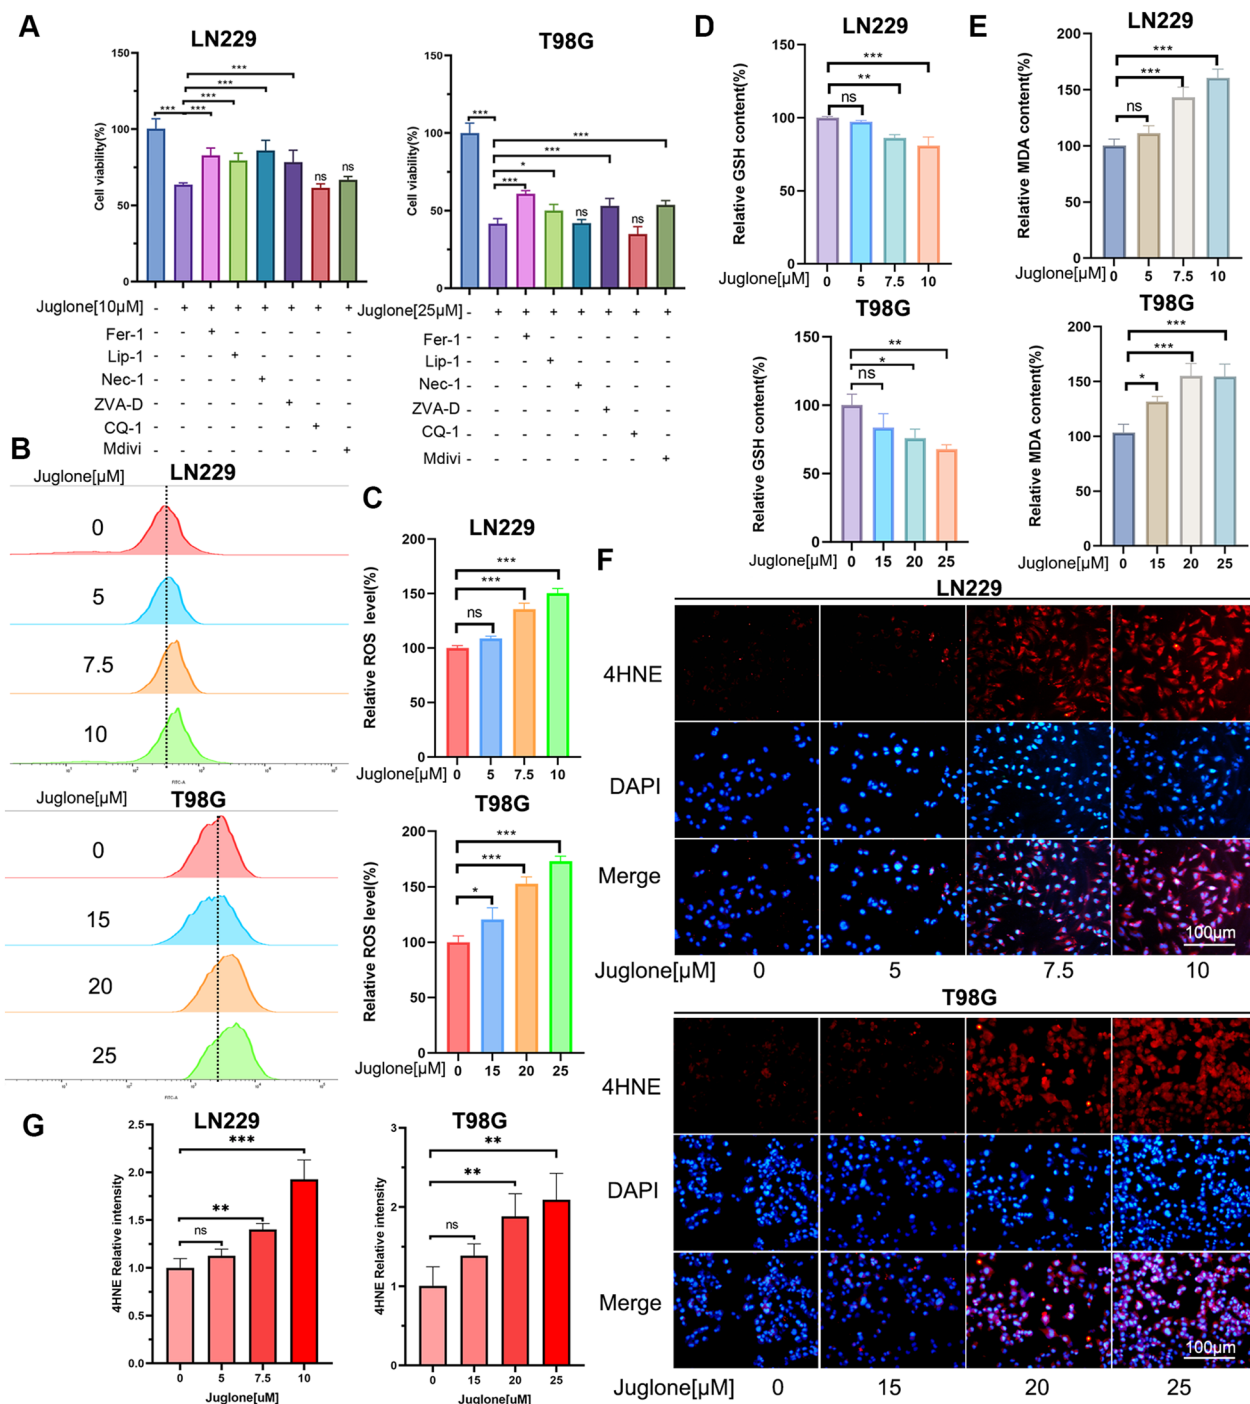 A
LN229
Cell viability(%)
150
100
50
0
*** *** *** *** *** ns ns
Juglone[10µM] - + + + + + + +
Fer-1 - - + - - - - -
Lip-1 - - - + - - - -
Nec-1 - - - - + - - -
ZVA-D - - - - - + - -
CQ-1 - - - - - - + -
Mdivi - - - - - - - +
T98G
Cell viability(%)
150
100
50
0
*** *** * ns *** ns ***
Juglone[25µM] - + + + + + + +
Fer-1 - - + - - - - -
Lip-1 - - - + - - - -
Nec-1 - - - - + - - -
ZVA-D - - - - - + - -
CQ-1 - - - - - - + -
Mdivi - - - - - - - +
B
Juglone[µM] LN229
0
5
7.5
10
FITC-A
Juglone[µM] T98G
0
15
20
25
FITC-A
C
LN229
Relative ROS level(%)
200
150
100
50
0
***
***
ns
Juglone[µM] 0 5 7.5 10
T98G
Relative ROS level(%)
200
150
100
50
0
***
***
*
Juglone[µM] 0 15 20 25
D
LN229
Relative GSH content(%)
150
100
50
0
***
**
ns
Juglone[µM] 0 5 7.5 10
T98G
Relative GSH content(%)
150
100
50
0
**
*
ns
Juglone[µM] 0 15 20 25
E
LN229
Relative MDA content(%)
200
150
100
50
0
***
***
ns
Juglone[µM] 0 5 7.5 10
T98G
Relative MDA content(%)
200
150
100
50
0
***
***
*
Juglone[µM] 0 15 20 25
F
LN229
4HNE
DAPI
Merge
100µm
Juglone[µM] 0 5 7.5 10
T98G
4HNE
DAPI
Merge
100µm
Juglone[µM] 0 15 20 25
G
LN229
4HNE Relative intensity
2.5
2.0
1.5
1.0
0.5
0.0
***
**
ns
0 5 7.5 10
Juglone[uM]
T98G
4HNE Relative intensity
3
2
1
0
**
**
ns
0 15 20 25
Juglone[uM]